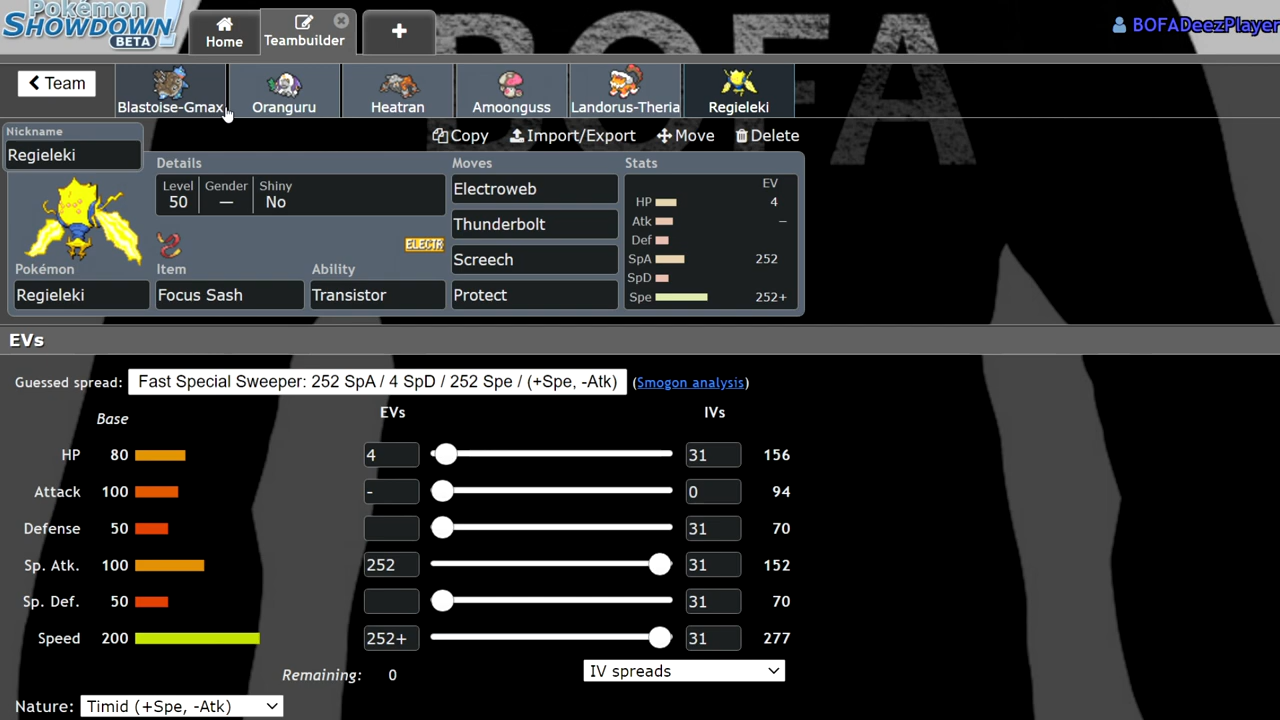 Pokémon
SHOWDOWN!
BETA
Home
Teambuilder
BOFADeezPlayer
BOFA
Team
Blastoise-Gmax
Oranguru
Heatran
Amoonguss
Landorus-Theria
Regieleki
Copy
Import/Export
Move
Delete
Nickname
Regieleki
Details
Level
Gender
Shiny
50
—
No
ELECTR
Pokémon
Item
Ability
Regieleki
Focus Sash
Transistor
Moves
Electroweb
Thunderbolt
Screech
Protect
Stats
EV
HP 4
Atk –
Def
SpA 252
SpD
Spe 252+
EVs
Guessed spread: Fast Special Sweeper: 252 SpA / 4 SpD / 252 Spe / (+Spe, -Atk) (Smogon analysis)
Base EVs IVs
HP 80 4 31 156
Attack 100 - 0 94
Defense 50 31 70
Sp. Atk. 100 252 31 152
Sp. Def. 50 31 70
Speed 200 252+ 31 277
Remaining: 0 IV spreads
Nature: Timid (+Spe, -Atk)